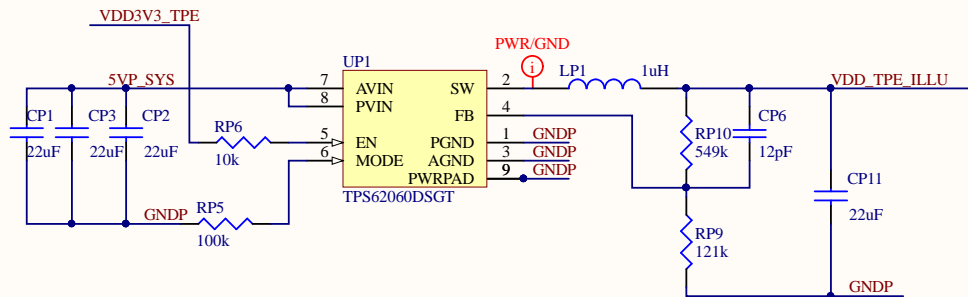 VDD3V3_TPE
PWR/GND
i
UP1
LP1
1uH
5VP_SYS
VDD_TPE_ILLU
7
AVIN
SW
2
8
PVIN
CP1
CP3
CP2
22uF
22uF
22uF
RP6
10k
FB
4
5
EN
PGND
1
GNDP
6
MODE
AGND
3
GNDP
PWRPAD
9
GNDP
TPS62060DSGT
RP10
549k
CP6
12pF
CP11
22uF
GNDP
RP5
100k
RP9
121k
GNDP